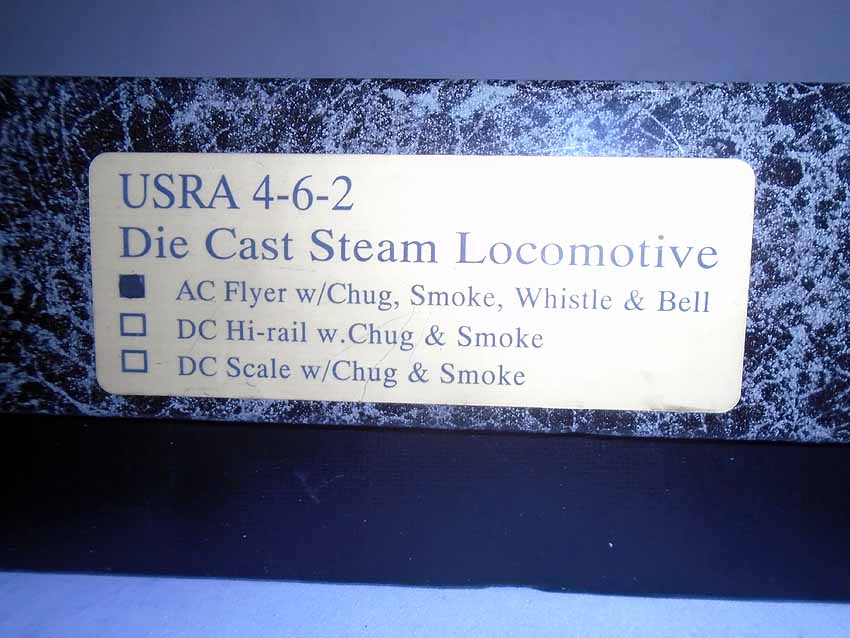 USRA 4-6-2
Die Cast Steam Locomotive
AC Flyer w/Chug, Smoke, Whistle & Bell
DC Hi-rail w.Chug & Smoke
DC Scale w/Chug & Smoke